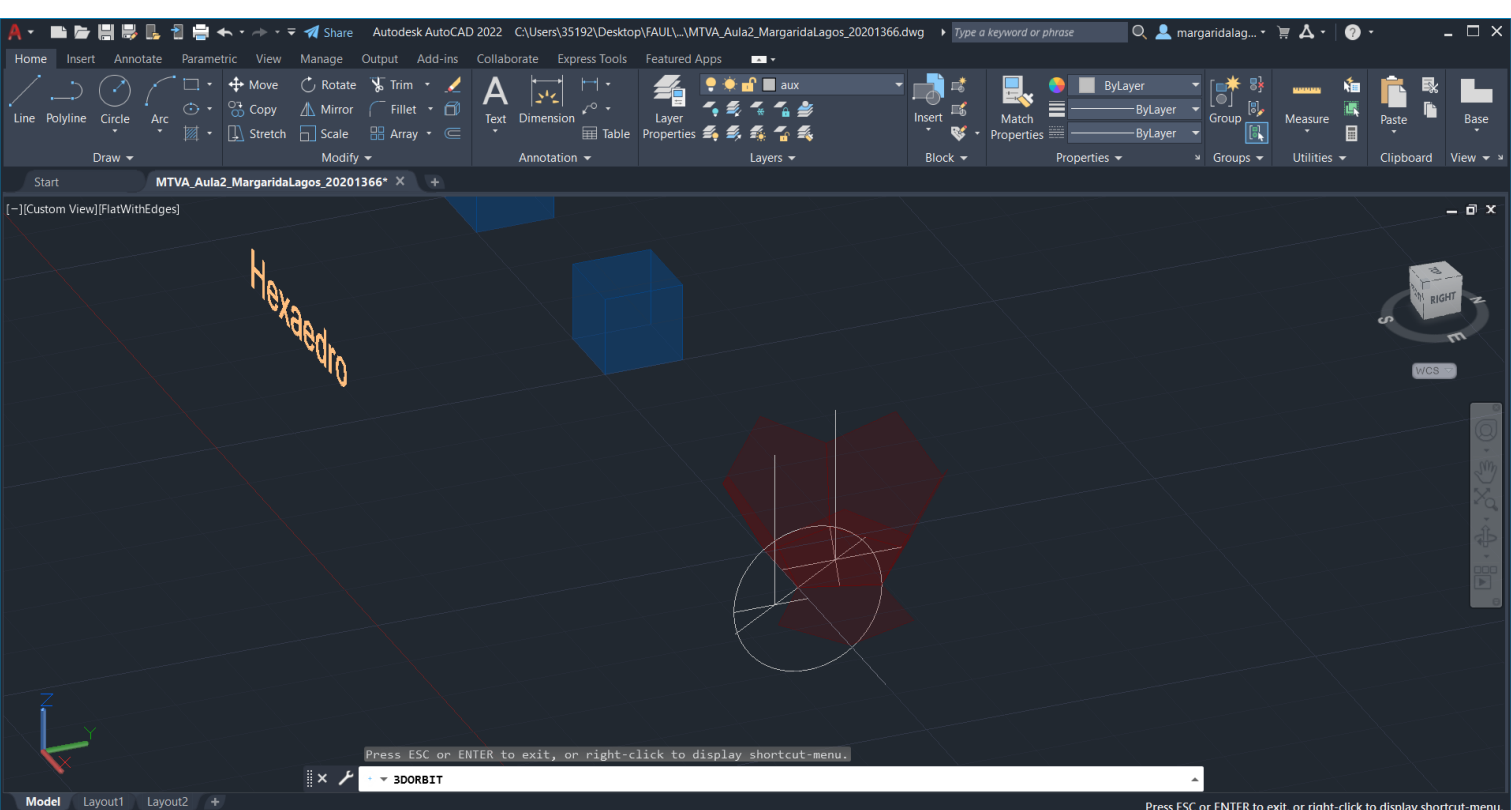 A Share Autodesk AutoCAD 2022 C:\Users\35192\Desktop\FAUL\...\MTVA_Aula2_MargaridaLagos_20201366.dwg Type a keyword or phrase margaridalag... ?
Home Insert Annotate Parametric View Manage Output Add-ins Collaborate Express Tools Featured Apps
Move Rotate Trim aux ByLayer
Line Polyline Circle Arc Copy Mirror Fillet Text Dimension Layer Properties Insert Match Properties ByLayer Group Measure Paste Base
Stretch Scale Array Table ByLayer
Draw Modify Annotation Layers Block Properties Groups Utilities Clipboard View
Start MTVA_Aula2_MargaridaLagos_20201366* +
[−][Custom View][FlatWithEdges]
Hexaedro
TOP
RIGHT
S E N
WCS
Z
Y
X
Press ESC or ENTER to exit, or right-click to display shortcut-menu.
3DORBIT
Model Layout1 Layout2 +
Press ESC or ENTER to exit, or right-click to display shortcut-menu.